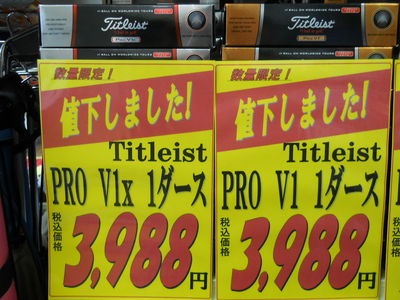 Titleist
Titleist
数量限定!
値下しました!
Titleist
PRO V1x 1ダース
税込価格
3,988円
数量限定!
値下しました!
Titleist
PRO V1 1ダース
税込価格
3,988円